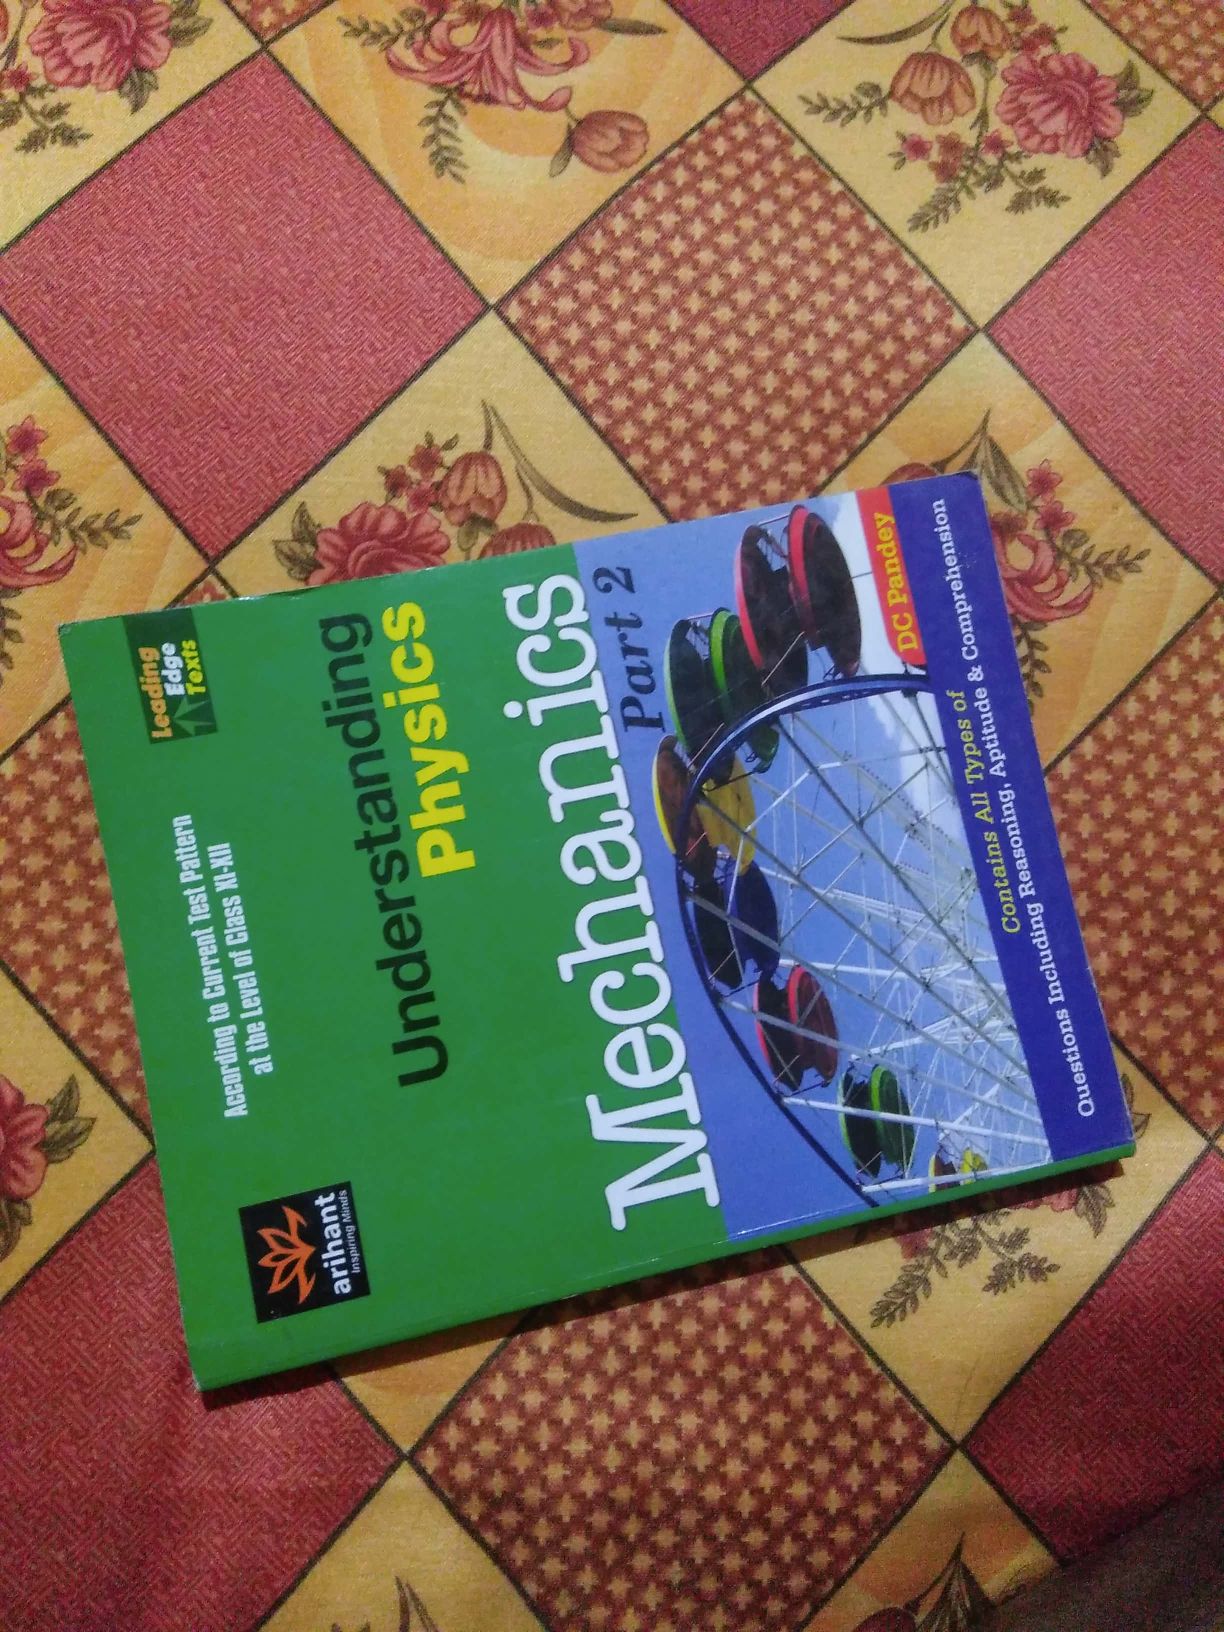 Leading
Edge
Texts
According to Current Test Pattern
at the Level of Class XI-XII
arihant
Inspiring Minds
Understanding
Physics
Mechanics
Part 2
DC Pandey
Contains All Types of
Questions Including Reasoning, Aptitude & Comprehension